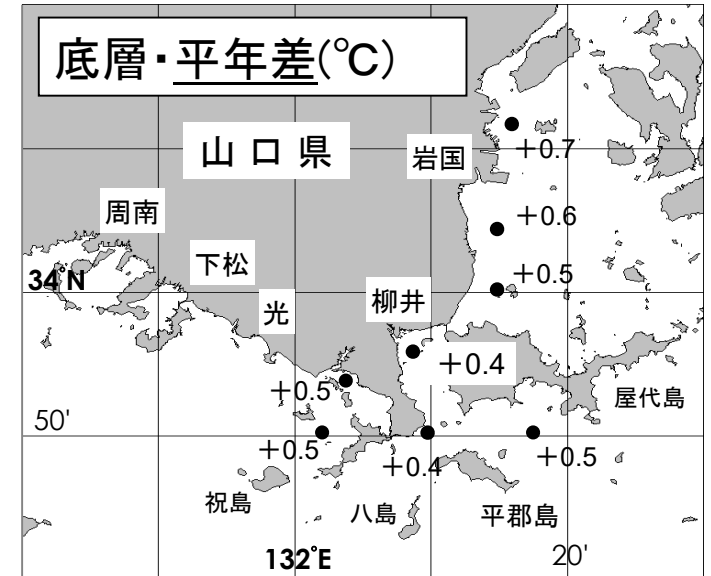 底層・平年差(℃)
山口県
岩国
+0.7
周南
+0.6
下松
+0.5
34°N
光
柳井
+0.4
+0.5
屋代島
50'
+0.5
+0.4
+0.5
祝島
八島
平郡島
132°E
20'